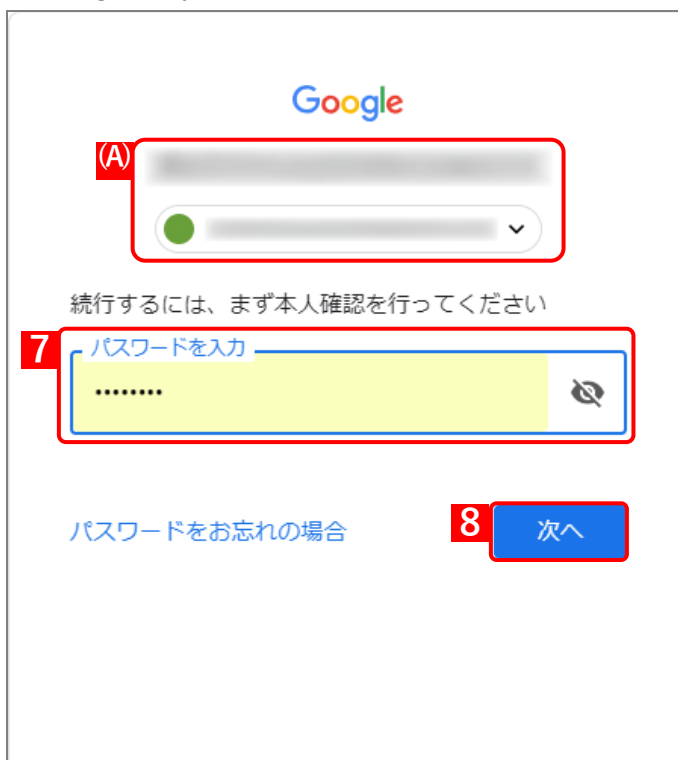 Google
(A)
続行するには、まず本人確認を行ってください
7
パスワードを入力
••••••••
パスワードをお忘れの場合
8
次へ